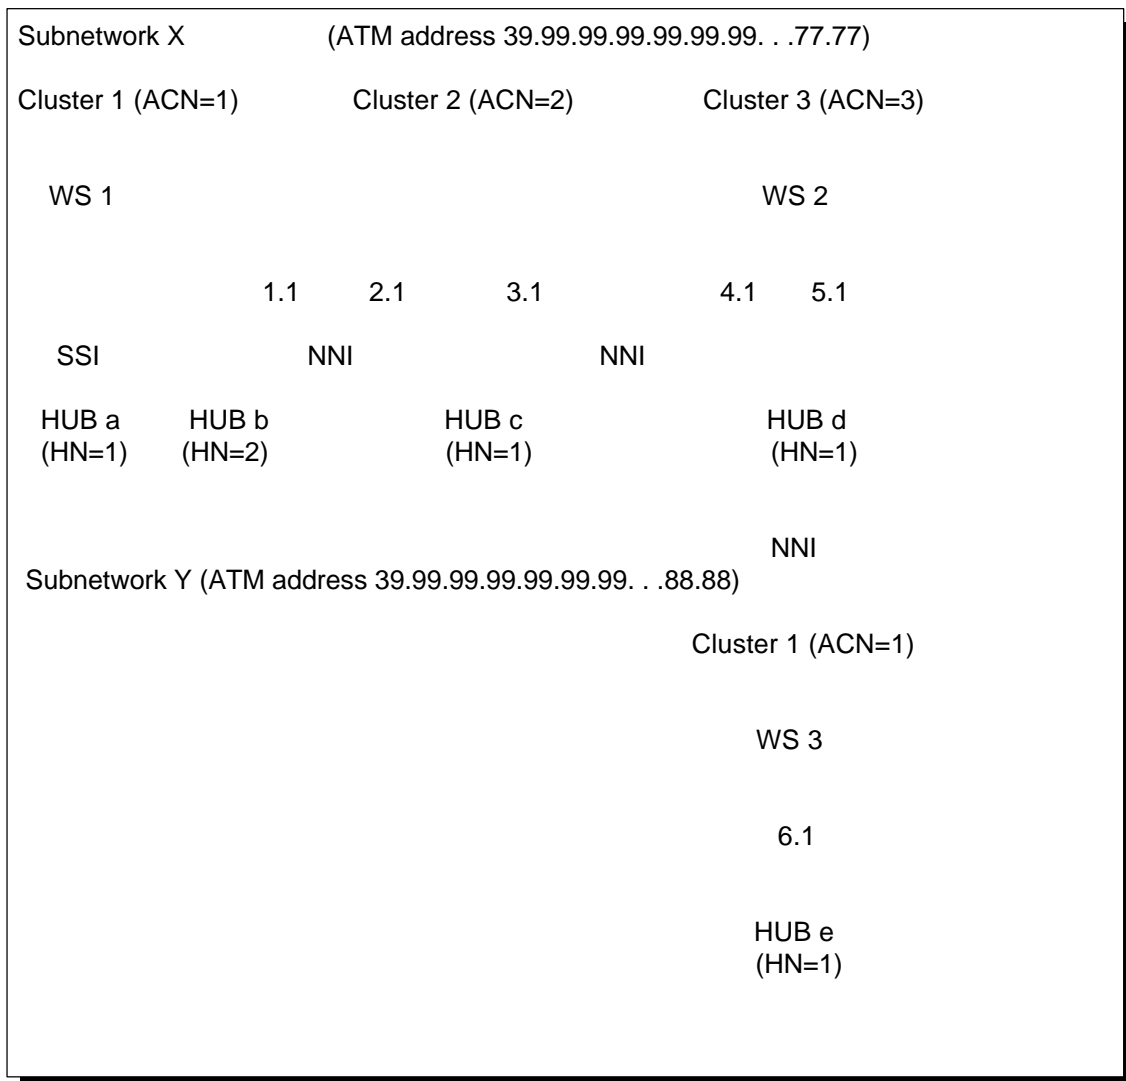 Subnetwork X (ATM address 39.99.99.99.99.99.99. . .77.77)
Cluster 1 (ACN=1) Cluster 2 (ACN=2) Cluster 3 (ACN=3)
WS 1 WS 2
1.1 2.1 3.1 4.1 5.1
SSI NNI NNI
HUB a HUB b HUB c HUB d
(HN=1) (HN=2) (HN=1) (HN=1)
NNI
Subnetwork Y (ATM address 39.99.99.99.99.99.99. . .88.88)
Cluster 1 (ACN=1)
WS 3
6.1
HUB e
(HN=1)